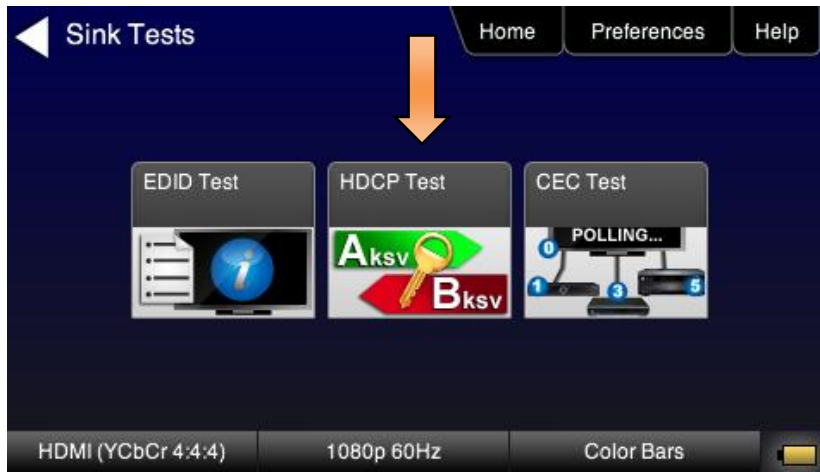 Sink Tests
Home
Preferences
Help
EDID Test
HDCP Test
CEC Test
i
Aksv
Bksv
POLLING...
0
1
3
5
HDMI (YCbCr 4:4:4)
1080p 60Hz
Color Bars